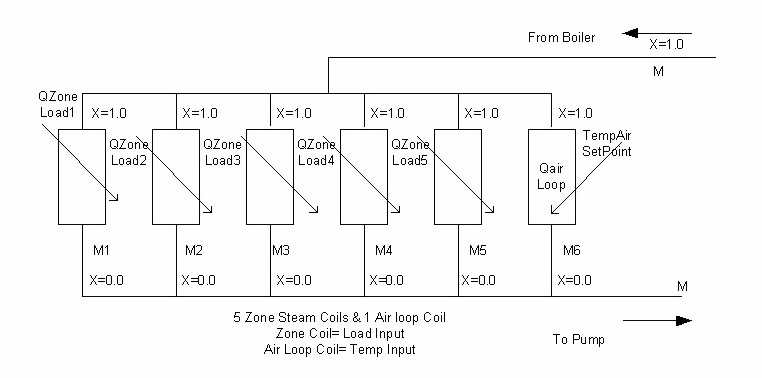 From Boiler
X=1.0
M
QZone
Load1
X=1.0
X=1.0
X=1.0
X=1.0
X=1.0
X=1.0
QZone
Load2
QZone
Load3
QZone
Load4
QZone
Load5
TempAir
SetPoint
Qair
Loop
M1
M2
M3
M4
M5
M6
X=0.0
X=0.0
X=0.0
X=0.0
X=0.0
X=0.0
M
5 Zone Steam Coils & 1 Air loop Coil
Zone Coil= Load Input
Air Loop Coil= Temp Input
To Pump